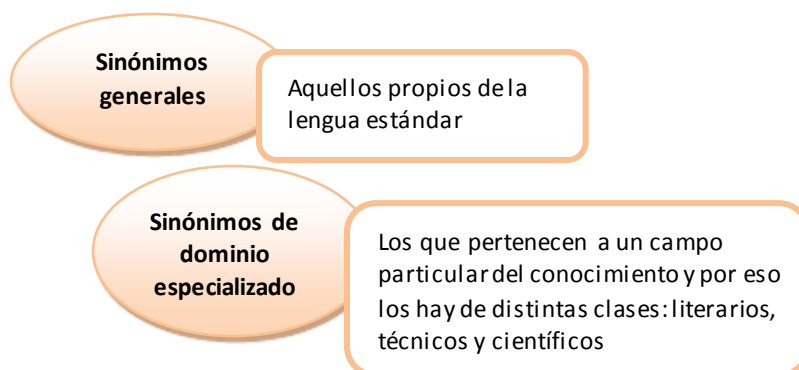 Sinónimos
generales
Aquellos propios de la
lengua estándar
Sinónimos de
dominio
especializado
Los que pertenecen a un campo
particular del conocimiento y por eso
los hay de distintas clases: literarios,
técnicos y científicos